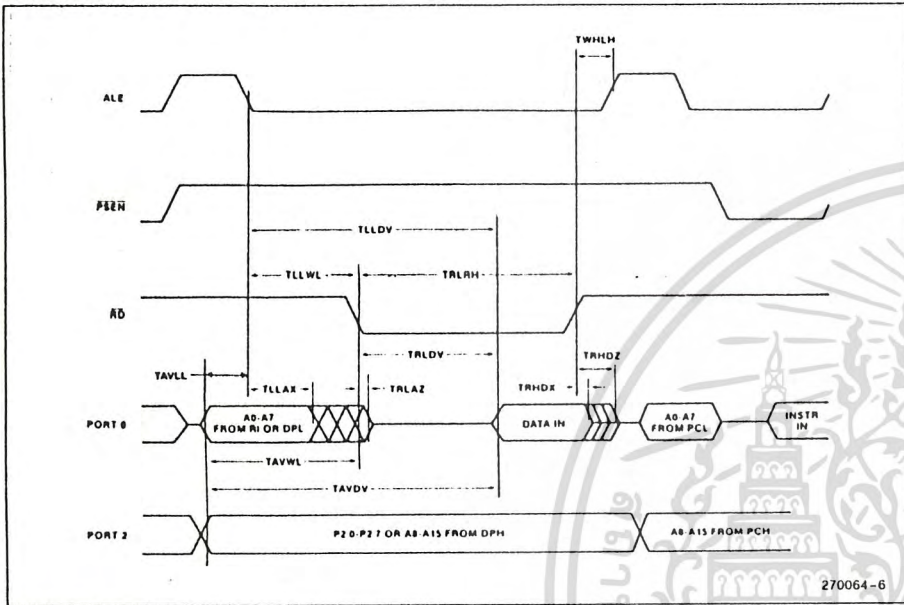 TWHLH
ALE
PSEN
TLLDV
TLLWL
TRLRH
RD
TRLDV
TRHDZ
TAVLL
TLLAX
TRLAZ
TRHDX
PORT 0
A0-A7
FROM RI OR DPL
DATA IN
A0-A7
FROM PCL
INSTR
IN
TAVWL
TAVDV
PORT 2
P2 0-P2 7 OR A8-A15 FROM DPH
A8-A15 FROM PCH
270064-6